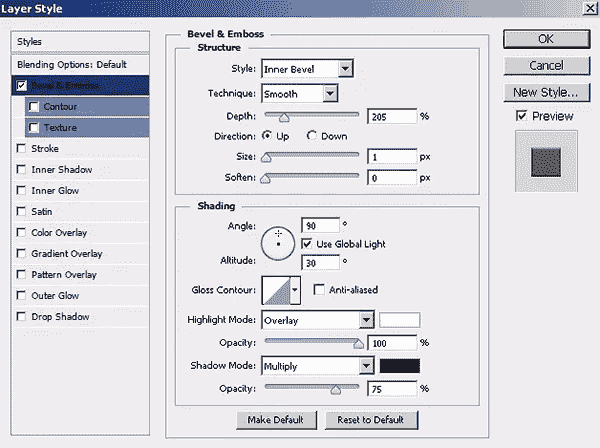 Layer Style
Styles
Blending Options: Default
Bevel & Emboss
Contour
Texture
Stroke
Inner Shadow
Inner Glow
Satin
Color Overlay
Gradient Overlay
Pattern Overlay
Outer Glow
Drop Shadow
Bevel & Emboss
Structure
Style: Inner Bevel
Technique: Smooth
Depth: 205 %
Direction: Up Down
Size: 1 px
Soften: 0 px
Shading
Angle: 90 °
Use Global Light
Altitude: 30 °
Gloss Contour: Anti-aliased
Highlight Mode: Overlay
Opacity: 100 %
Shadow Mode: Multiply
Opacity: 75 %
Make Default Reset to Default
OK
Cancel
New Style...
Preview